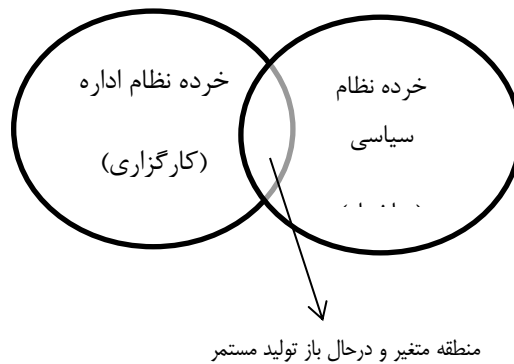 خرده نظام اداره
(کارگزاری)
خرده نظام
سیاسی
منطقه متغیر و درحال باز تولید مستمر